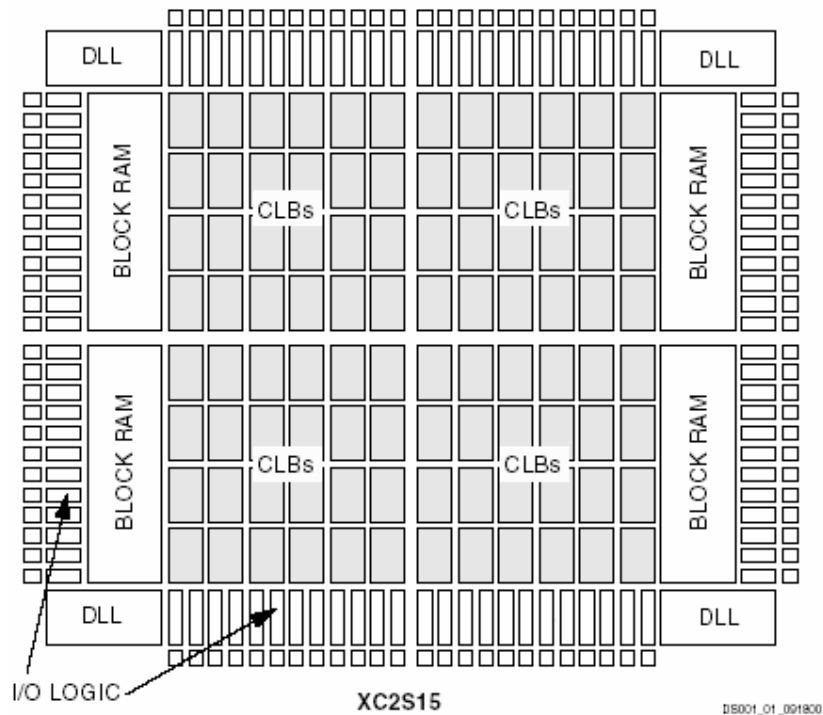 DLL
DLL
BLOCK RAM
CLBs
CLBs
BLOCK RAM
BLOCK RAM
CLBs
CLBs
BLOCK RAM
DLL
DLL
I/O LOGIC
XC2S15
DS001_01_091800